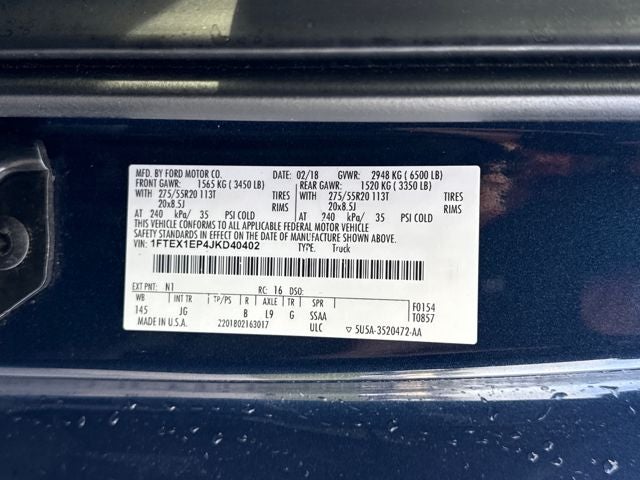 MFD. BY FORD MOTOR CO. 02/18 GVWR: 2948 KG ( 6500 LB)
FRONT GAWR: 1565 KG ( 3450 LB) REAR GAWR: 1520 KG ( 3350 LB)
WITH 275/55R20 113T TIRES WITH 275/55R20 113T TIRES
20x8.5J RIMS 20x8.5J RIMS
AT 240 kPa/ 35 PSI COLD AT 240 kPa/ 35 PSI COLD
THIS VEHICLE CONFORMS TO ALL APPLICABLE FEDERAL MOTOR VEHICLE
SAFETY STANDARDS IN EFFECT ON THE DATE OF MANUFACTURE SHOWN ABOVE.
VIN: 1FTEX1EP4JKD40402 TYPE: Truck
EXT PNT: N1 RC: 16 DSO:
WB INT TR TP/PS R AXLE TR SPR F0154
145 JG B L9 G SSAA T0857
MADE IN U.S.A. 2201802163017 ULC 5U5A-3520472-AA